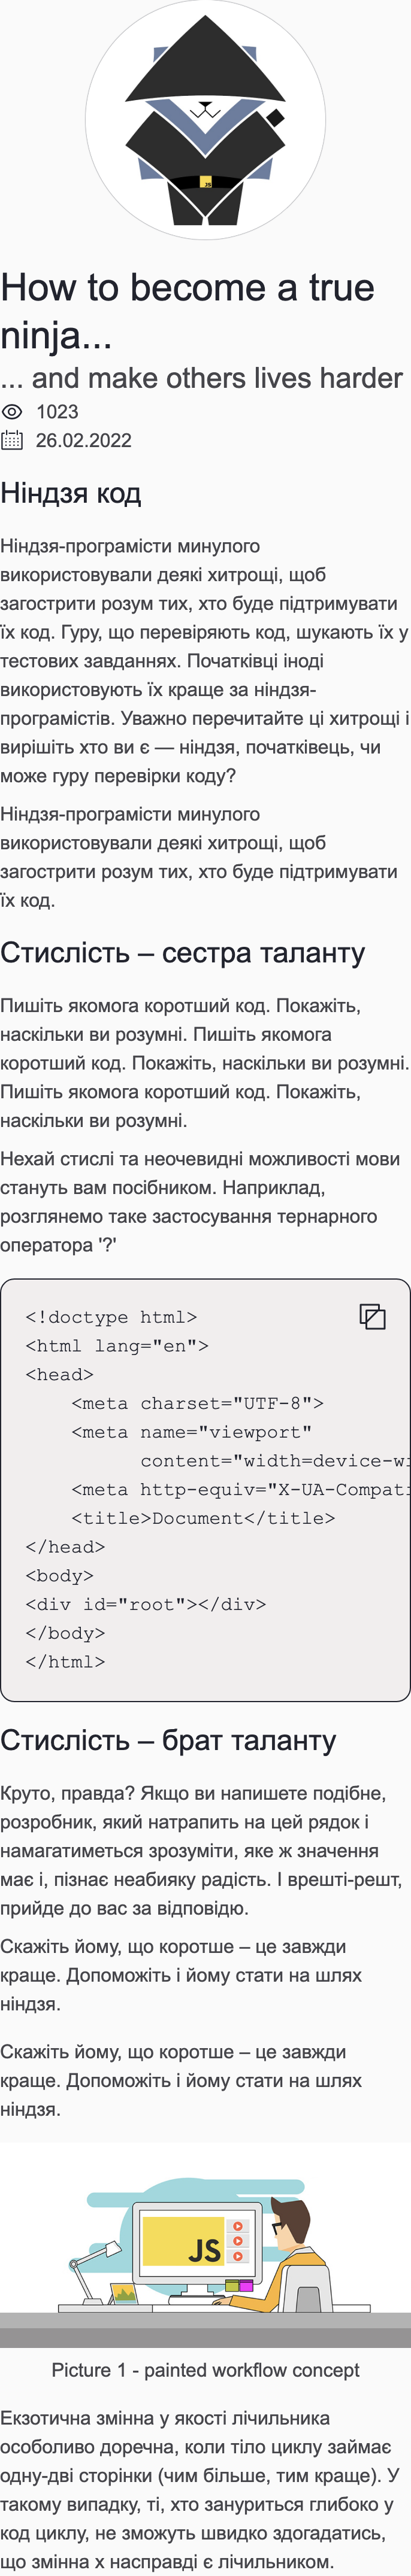 JS
How to become a true
ninja...
... and make others lives harder
1023
26.02.2022
Ніндзя код
Ніндзя-програмісти минулого
використовували деякі хитрощі, щоб
загострити розум тих, хто буде підтримувати
їх код. Гуру, що перевіряють код, шукають їх у
тестових завданнях. Початківці іноді
використовують їх краще за ніндзя-
програмістів. Уважно перечитайте ці хитрощі і
вирішіть хто ви є — ніндзя, початківець, чи
може гуру перевірки коду?
Ніндзя-програмісти минулого
використовували деякі хитрощі, щоб
загострити розум тих, хто буде підтримувати
їх код.
Стислість – сестра таланту
Пишіть якомога коротший код. Покажіть,
наскільки ви розумні. Пишіть якомога
коротший код. Покажіть, наскільки ви розумні.
Пишіть якомога коротший код. Покажіть,
наскільки ви розумні.
Нехай стислі та неочевидні можливості мови
стануть вам посібником. Наприклад,
розглянемо таке застосування тернарного
оператора '?'
<!doctype html>
<html lang="en">
<head>
    <meta charset="UTF-8">
    <meta name="viewport"
          content="width=device-wi
    <meta http-equiv="X-UA-Compati
    <title>Document</title>
</head>
<body>
<div id="root"></div>
</body>
</html>
Стислість – брат таланту
Круто, правда? Якщо ви напишете подібне,
розробник, який натрапить на цей рядок і
намагатиметься зрозуміти, яке ж значення
має і, пізнає неабияку радість. І врешті-решт,
прийде до вас за відповідю.
Скажіть йому, що коротше – це завжди
краще. Допоможіть і йому стати на шлях
ніндзя.
Скажіть йому, що коротше – це завжди
краще. Допоможіть і йому стати на шлях
ніндзя.
JS
Picture 1 - painted workflow concept
Екзотична змінна у якості лічильника
особоливо доречна, коли тіло циклу займає
одну-дві сторінки (чим більше, тим краще). У
такому випадку, ті, хто зануриться глибоко у
код циклу, не зможуть швидко здогадатись,
що змінна x насправді є лічильником.